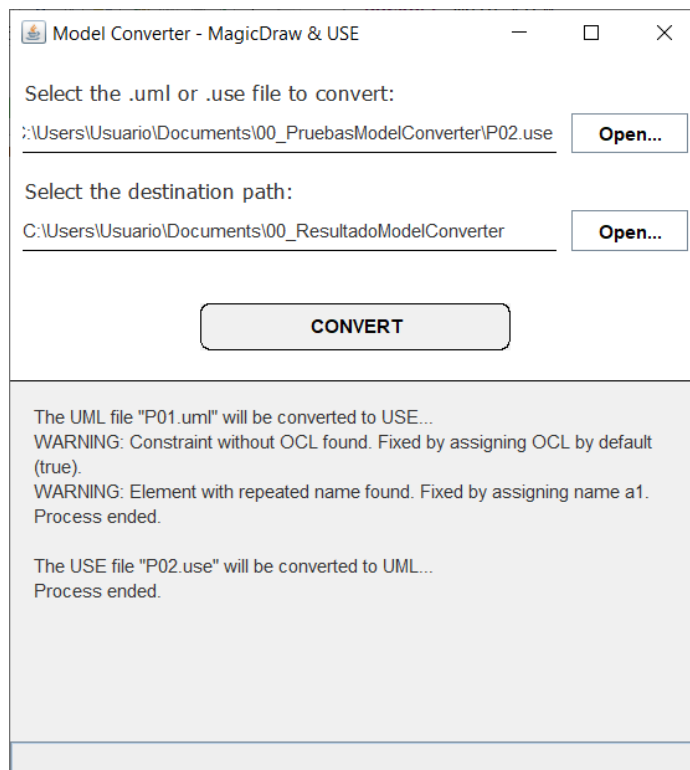 Model Converter - MagicDraw & USE
Select the .uml or .use file to convert:
:\Users\Usuario\Documents\00_PruebasModelConverter\P02.use
Open...
Select the destination path:
C:\Users\Usuario\Documents\00_ResultadoModelConverter
Open...
CONVERT
The UML file "P01.uml" will be converted to USE...
WARNING: Constraint without OCL found. Fixed by assigning OCL by default
(true).
WARNING: Element with repeated name found. Fixed by assigning name a1.
Process ended.
The USE file "P02.use" will be converted to UML...
Process ended.